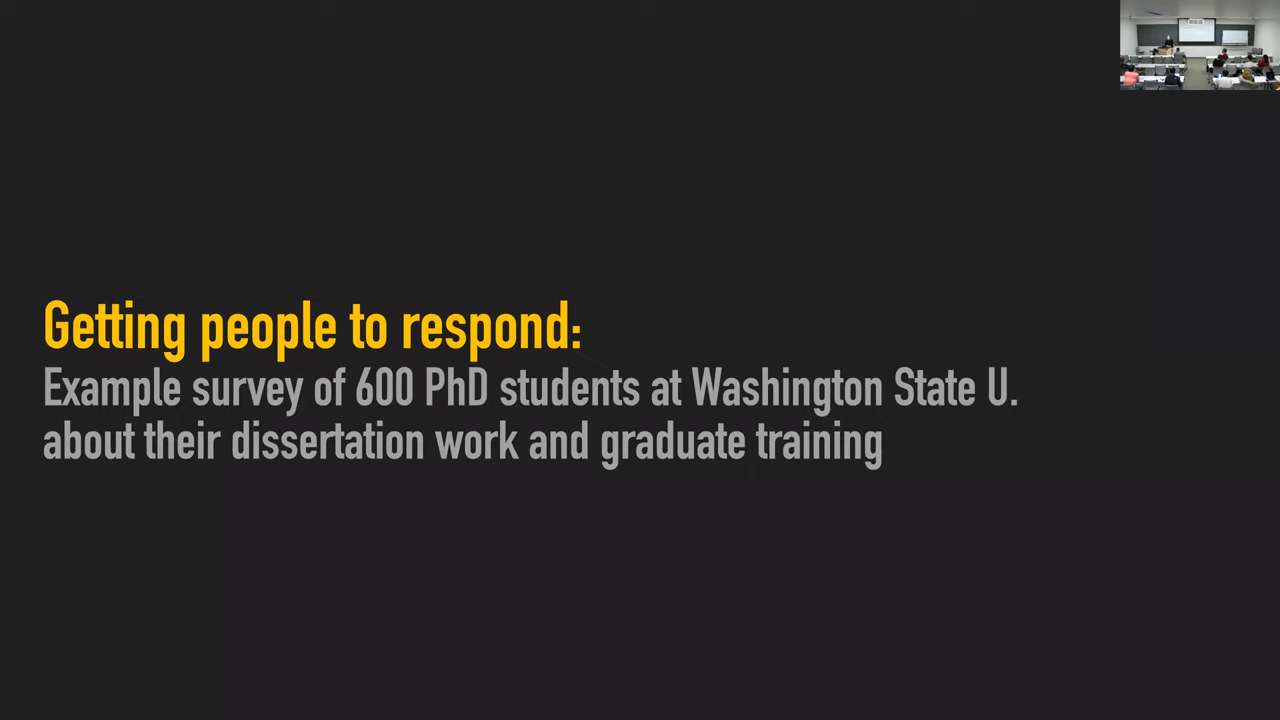 Getting people to respond:
Example survey of 600 PhD students at Washington State U.
about their dissertation work and graduate training